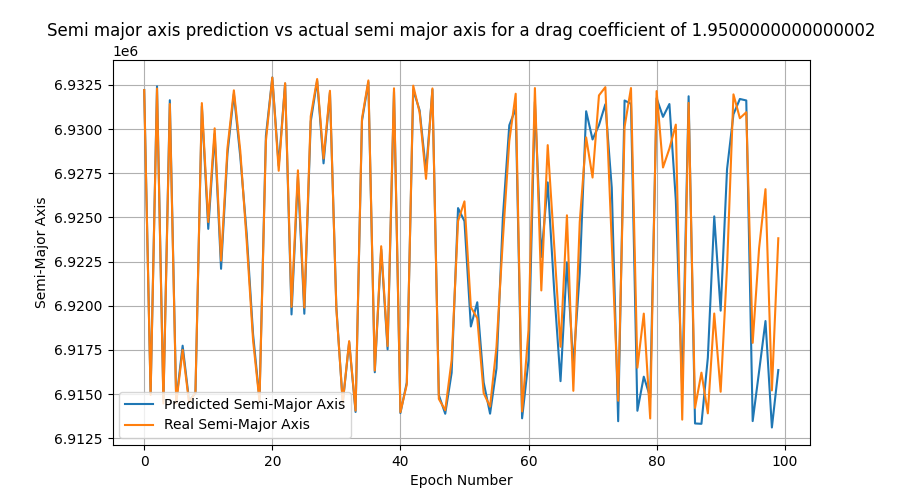 Semi major axis prediction vs actual semi major axis for a drag coefficient of 1.9500000000000002
1e6
6.9325
6.9300
6.9275
6.9250
6.9225
6.9200
6.9175
6.9150
6.9125
Semi-Major Axis
Predicted Semi-Major Axis
Real Semi-Major Axis
0 20 40 60 80 100
Epoch Number